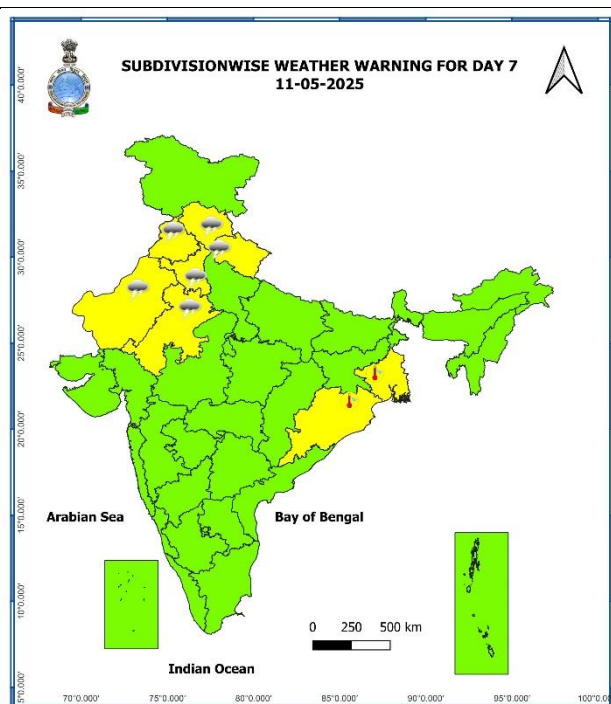 SUBDIVISIONWISE WEATHER WARNING FOR DAY 7
11-05-2025
40°0.000'
35°0.000'
30°0.000'
25°0.000'
20°0.000'
15°0.000'
10°0.000'
5°0.000'
Arabian Sea
Bay of Bengal
0 250 500 km
Indian Ocean
70°0.000' 75°0.000' 80°0.000' 85°0.000' 90°0.000' 95°0.000' 100°0.00